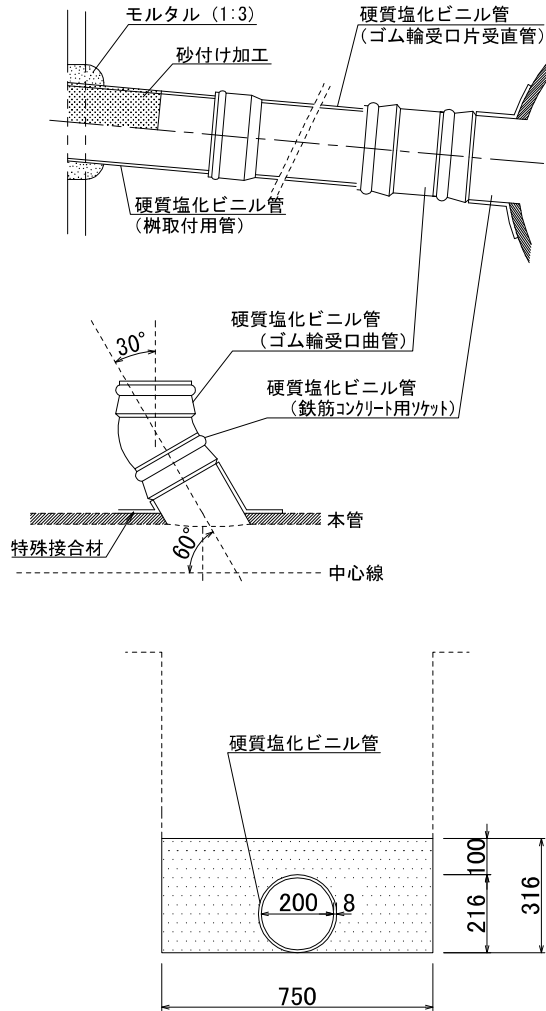 モルタル (1:3)
砂付け加工
硬質塩化ビニル管
(ゴム輪受口片受直管)
硬質塩化ビニル管
(桝取付用管)
硬質塩化ビニル管
(ゴム輪受口曲管)
硬質塩化ビニル管
(鉄筋コンクリート用ソケット)
30°
本管
特殊接合材
60°
中心線
硬質塩化ビニル管
200
8
100
216
316
750